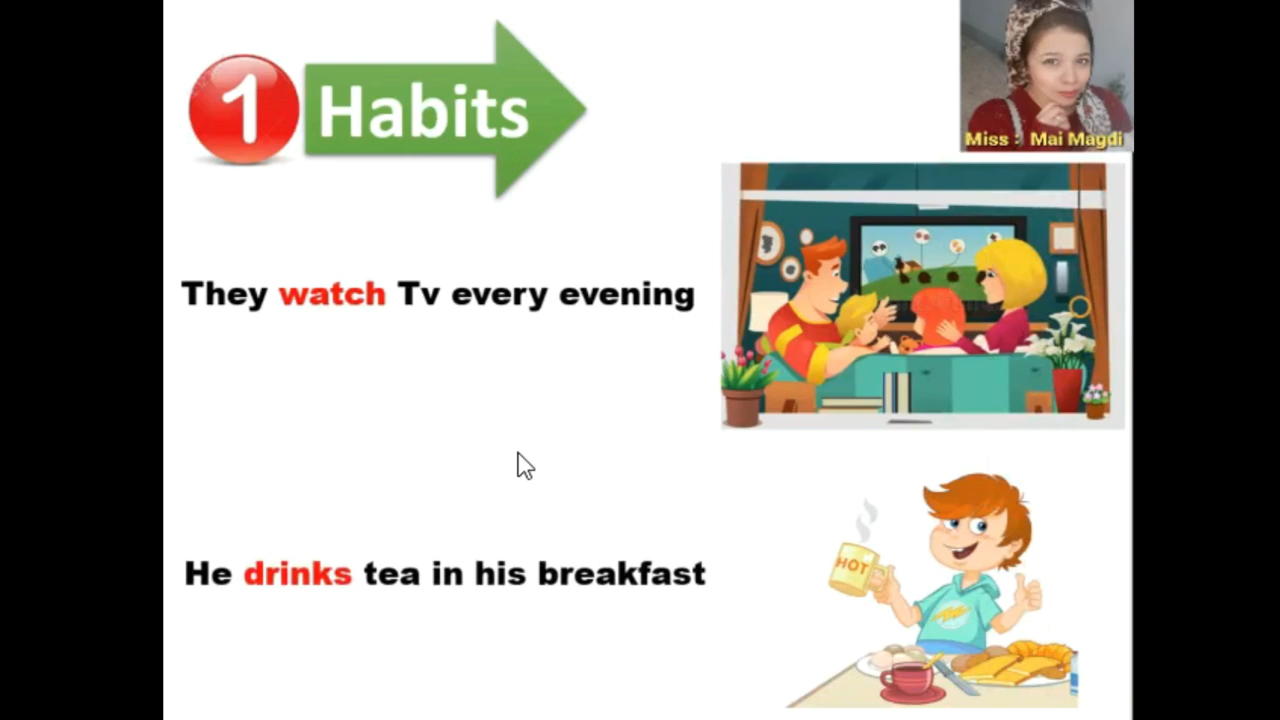 1 Habits
Miss : Mai Magdi
They watch Tv every evening
He drinks tea in his breakfast
HOT